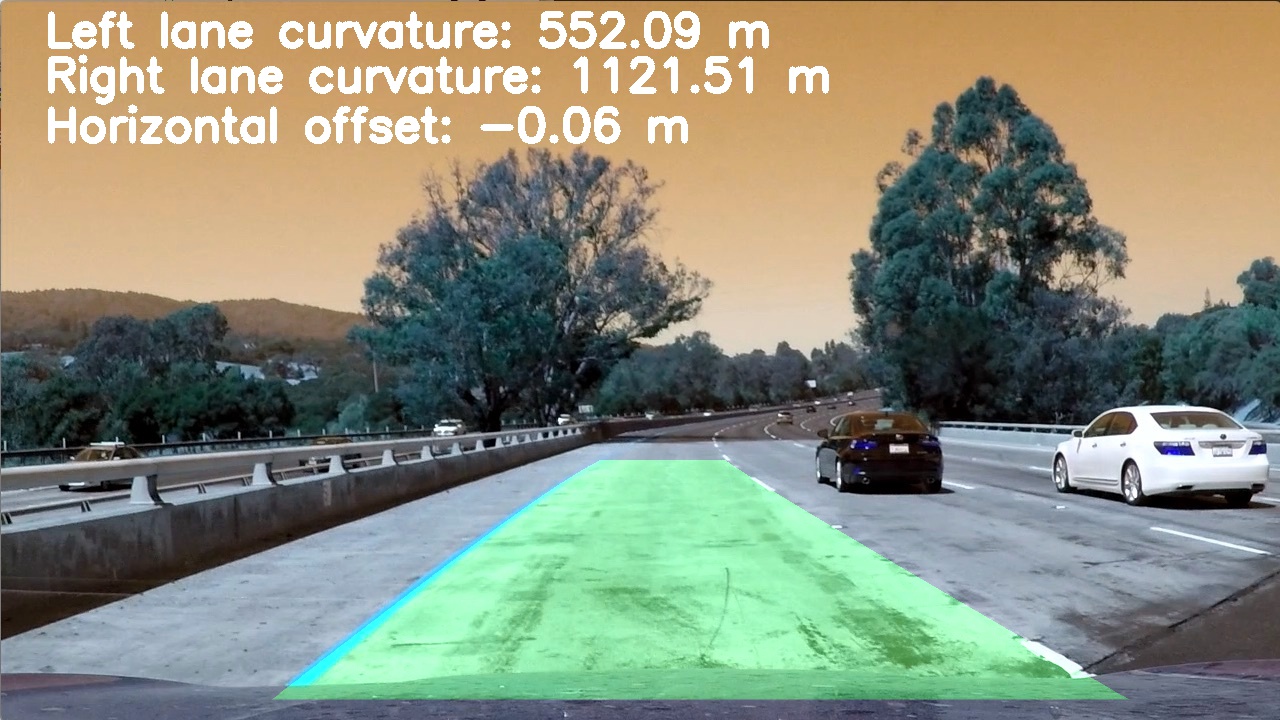 Left lane curvature: 552.09 m
Right lane curvature: 1121.51 m
Horizontal offset: -0.06 m